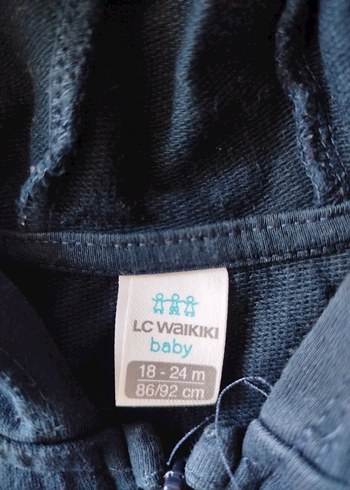 LC WAIKIKI
baby
18 - 24 m
86/92 cm